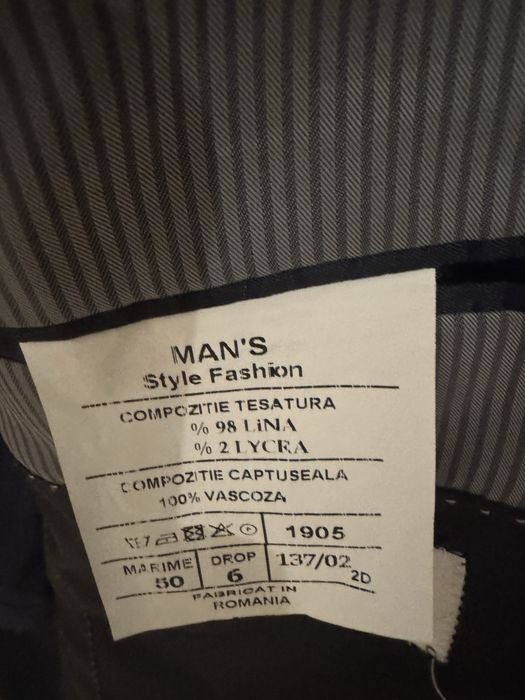 MAN'S
Style Fashion
COMPOZITIE TESATURA
% 98 LiNA
% 2 LYCRA
COMPOZITIE CAPTUSEALA
100% VASCOZA
1905
MARIME DROP 137/02
50 6 2D
FABRICAT IN
ROMANIA